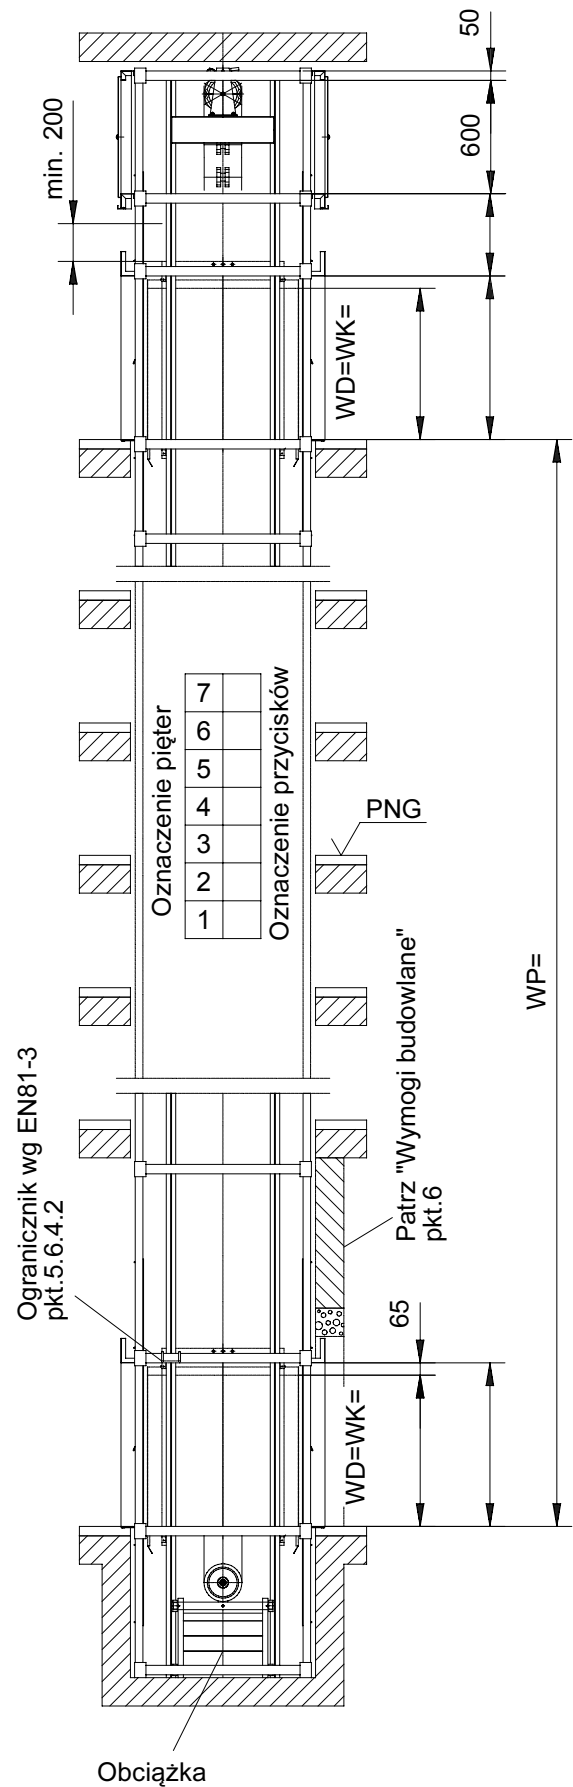 50
min. 200
600
WD=WK=
Oznaczenie pięter
7
6
5
4
3
2
1
Oznaczenie przycisków
PNG
WP=
Ogranicznik wg EN81-3
pkt.5.6.4.2
Patrz "Wymogi budowlane"
pkt.6
65
WD=WK=
Obciążka